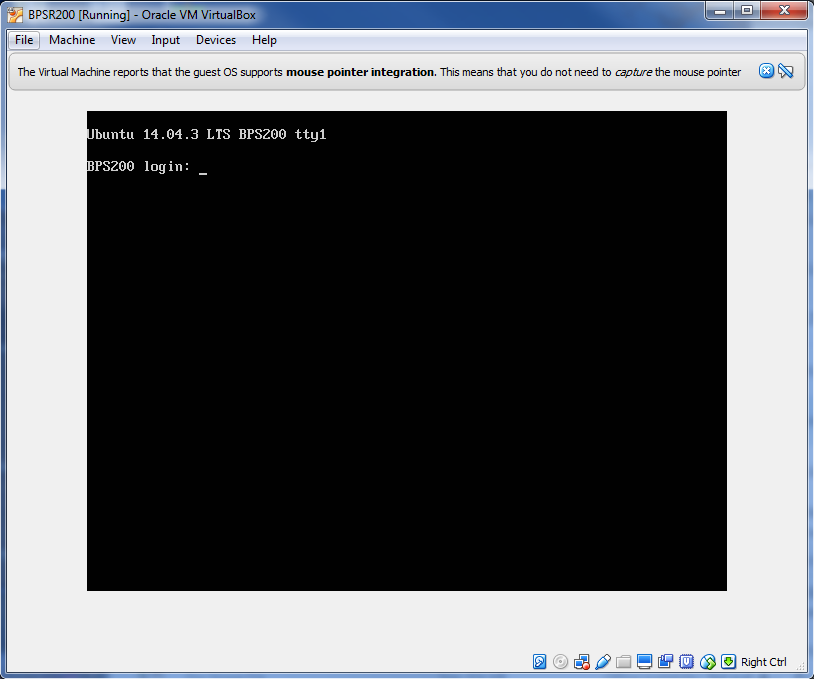 BPSR200 [Running] - Oracle VM VirtualBox
File Machine View Input Devices Help
The Virtual Machine reports that the guest OS supports mouse pointer integration. This means that you do not need to capture the mouse pointer
Ubuntu 14.04.3 LTS BPS200 tty1
BPS200 login: _
Right Ctrl